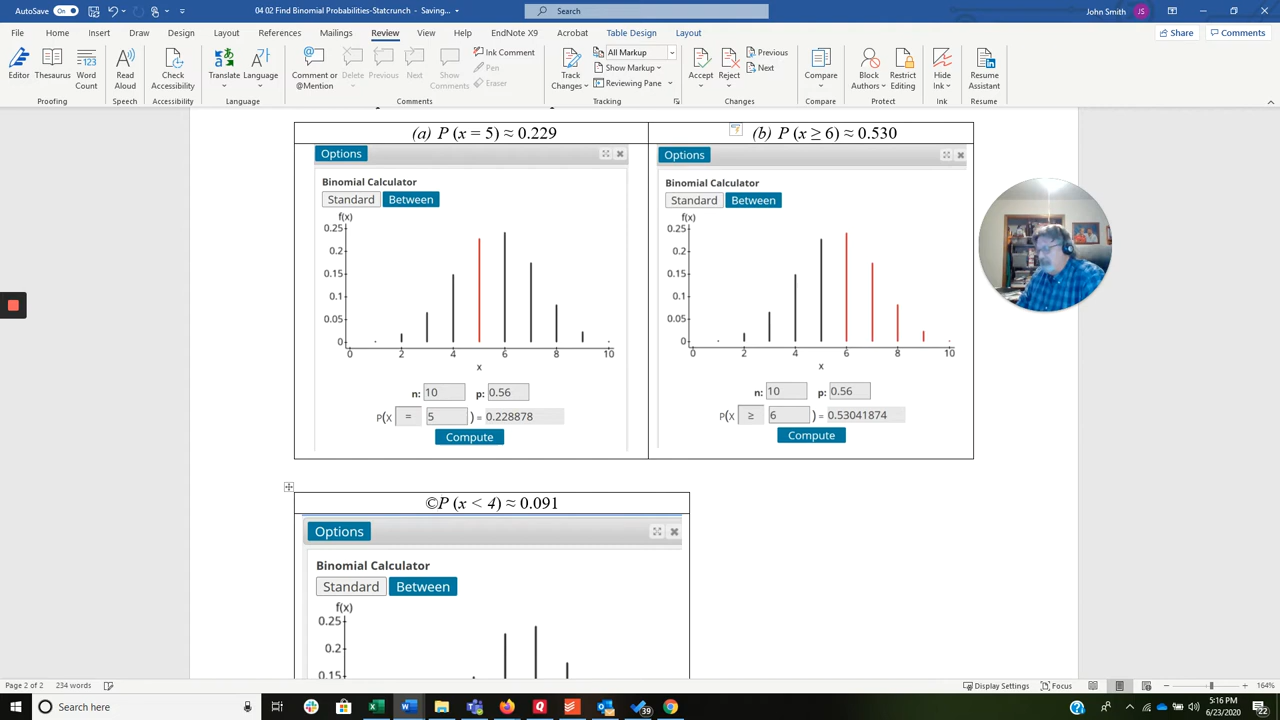 AutoSave On 04 02 Find Binomial Probabilities-Statcrunch - Saving... Search John Smith JS
File Home Insert Draw Design Layout References Mailings Review View Help EndNote X9 Acrobat Table Design Layout Share Comments
Editor Thesaurus Word Count Read Aloud Check Accessibility Translate Language Comment or @Mention Delete Previous Next Show Comments Ink Comment Pen Eraser Track Changes All Markup Show Markup Reviewing Pane Accept Reject Previous Next Compare Block Authors Restrict Editing Hide Ink Resume Assistant
Proofing Speech Accessibility Language Comments Tracking Changes Compare Protect Ink Resume
(a) P (x = 5) ≈ 0.229
Options
Binomial Calculator
Standard Between
f(x)
0.25
0.2
0.15
0.1
0.05
0
0 2 4 6 8 10
x
n: 10 p: 0.56
P(X = 5 ) = 0.228878
Compute
(b) P (x ≥ 6) ≈ 0.530
Options
Binomial Calculator
Standard Between
f(x)
0.25
0.2
0.15
0.1
0.05
0
0 2 4 6 8 10
x
n: 10 p: 0.56
P(X ≥ 6 ) = 0.53041874
Compute
©P (x < 4) ≈ 0.091
Options
Binomial Calculator
Standard Between
f(x)
0.25
0.2
0.15
Page 2 of 2 234 words Display Settings Focus 164%
Search here 39 5:16 PM
6/23/2020